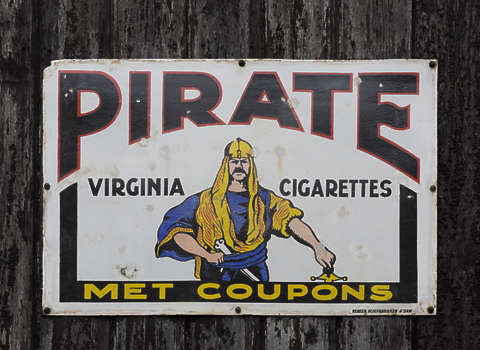 PIRATE
VIRGINIA CIGARETTES
MET COUPONS